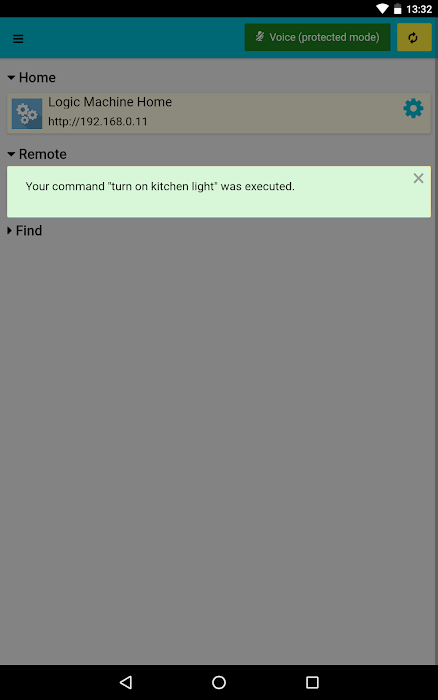 13:32
Voice (protected mode)
Home
Logic Machine Home
http://192.168.0.11
Remote
Your command "turn on kitchen light" was executed.
Find